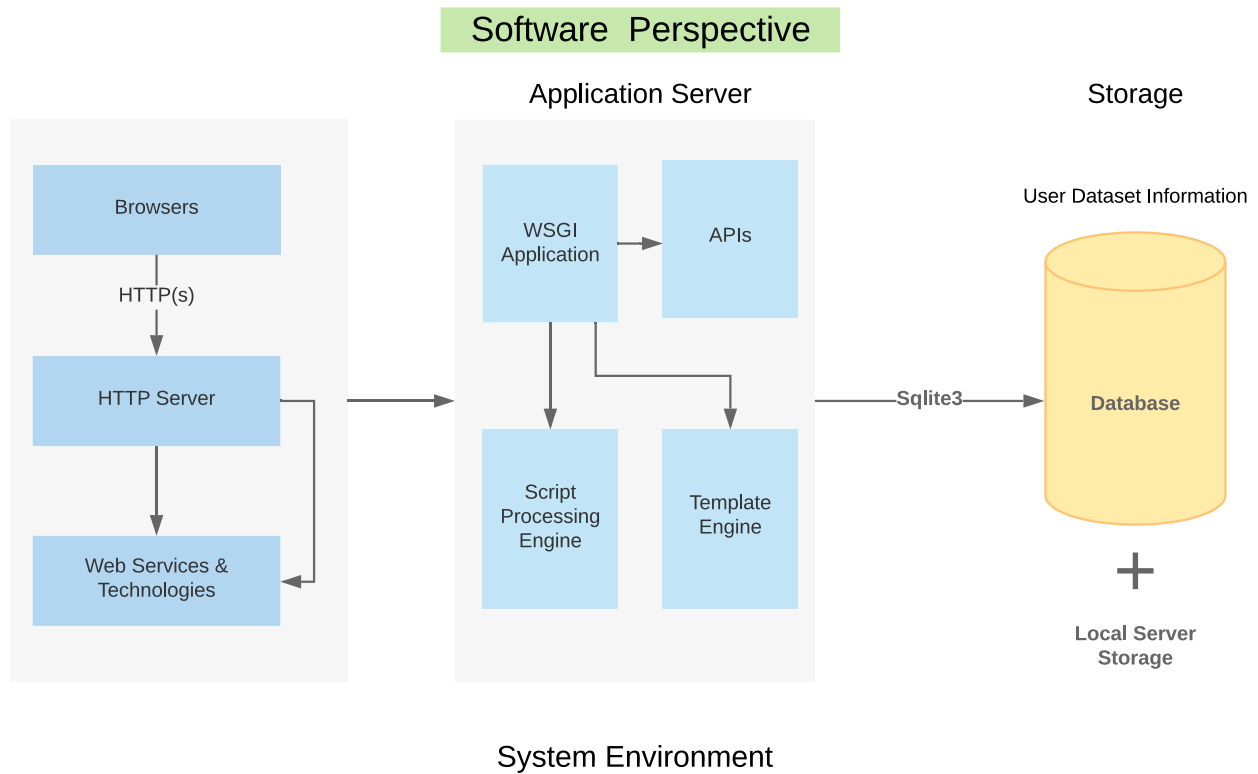 Software  Perspective
Application Server
Storage
Browsers
HTTP(s)
HTTP Server
Web Services &
Technologies
WSGI
Application
APIs
Script
Processing
Engine
Template
Engine
Sqlite3
User Dataset Information
Database
+
Local Server
Storage
System Environment